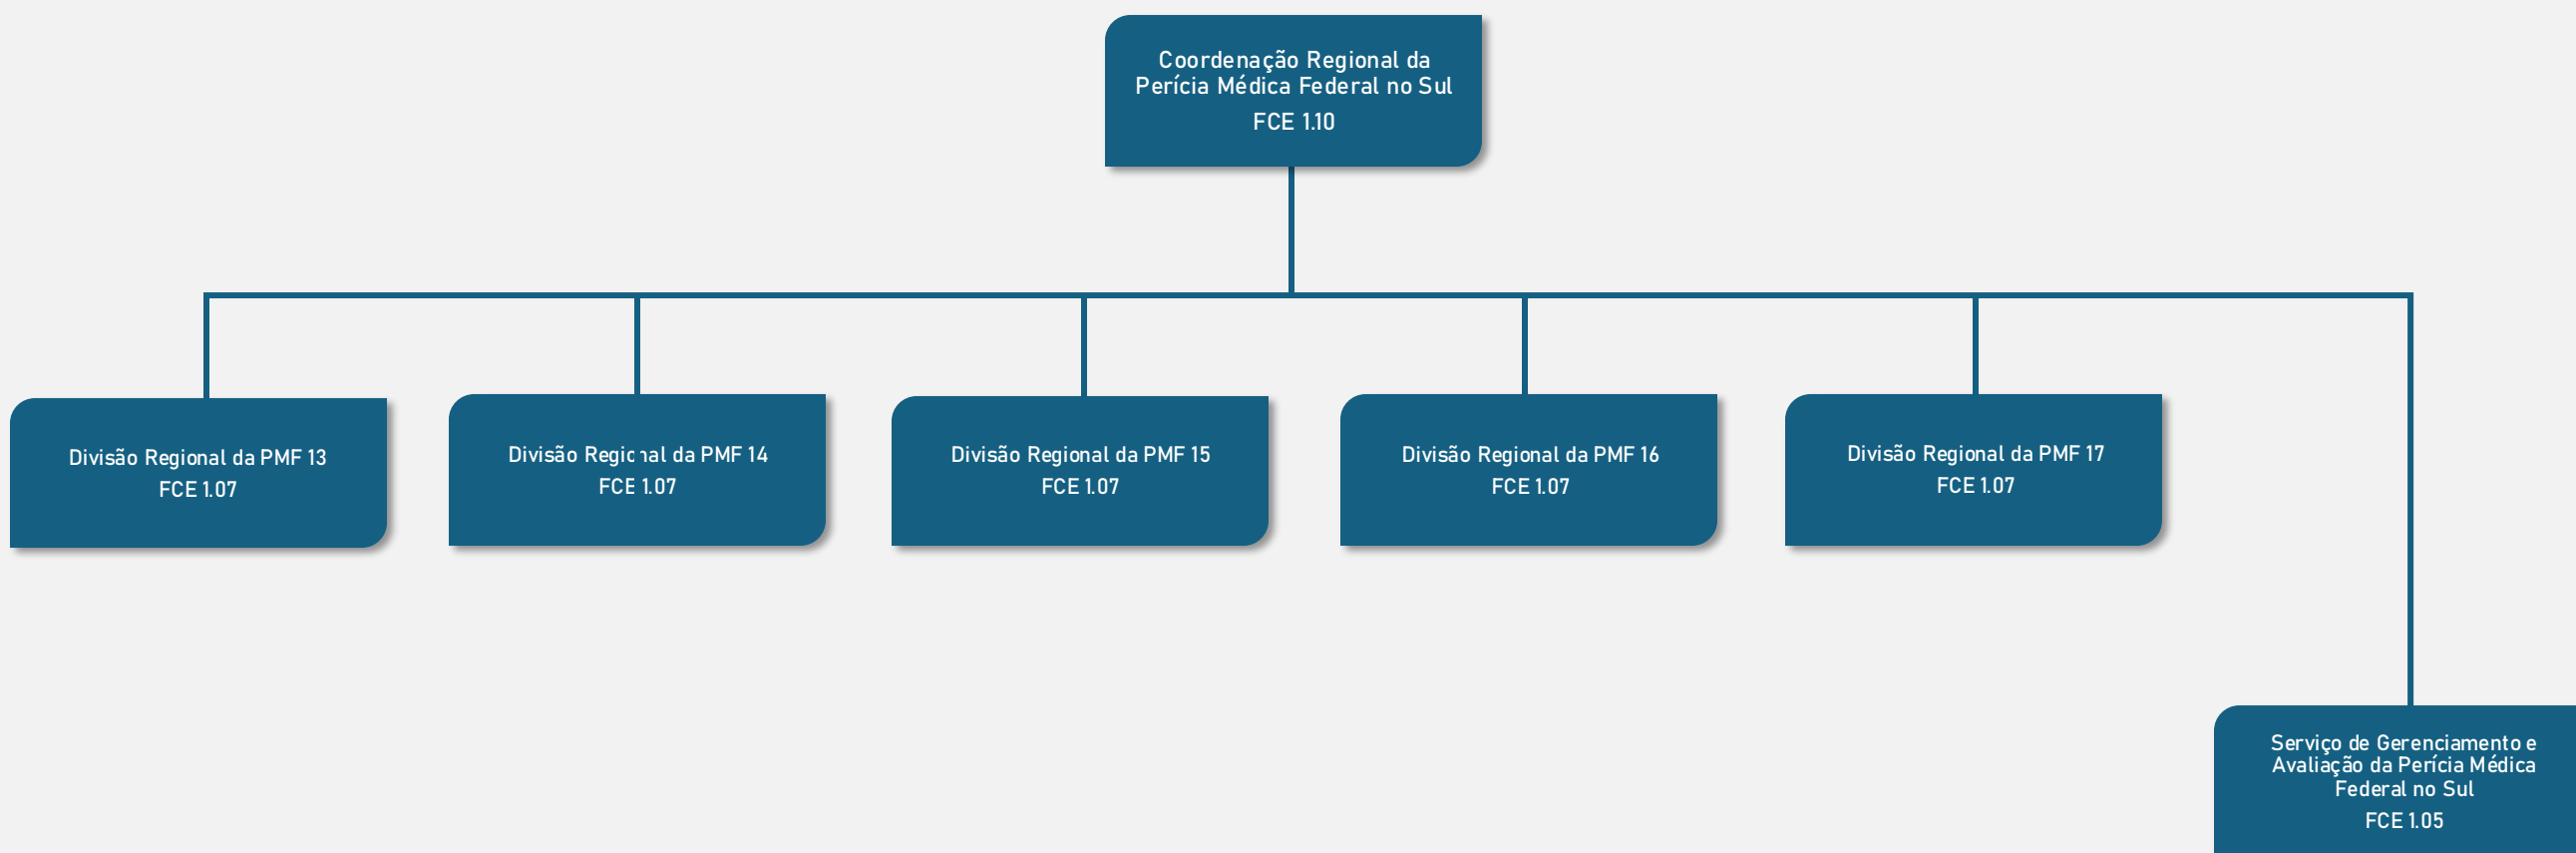 Coordenação Regional da
Perícia Médica Federal no Sul
FCE 1.10
Divisão Regional da PMF 13
FCE 1.07
Divisão Regional da PMF 14
FCE 1.07
Divisão Regional da PMF 15
FCE 1.07
Divisão Regional da PMF 16
FCE 1.07
Divisão Regional da PMF 17
FCE 1.07
Serviço de Gerenciamento e
Avaliação da Perícia Médica
Federal no Sul
FCE 1.05